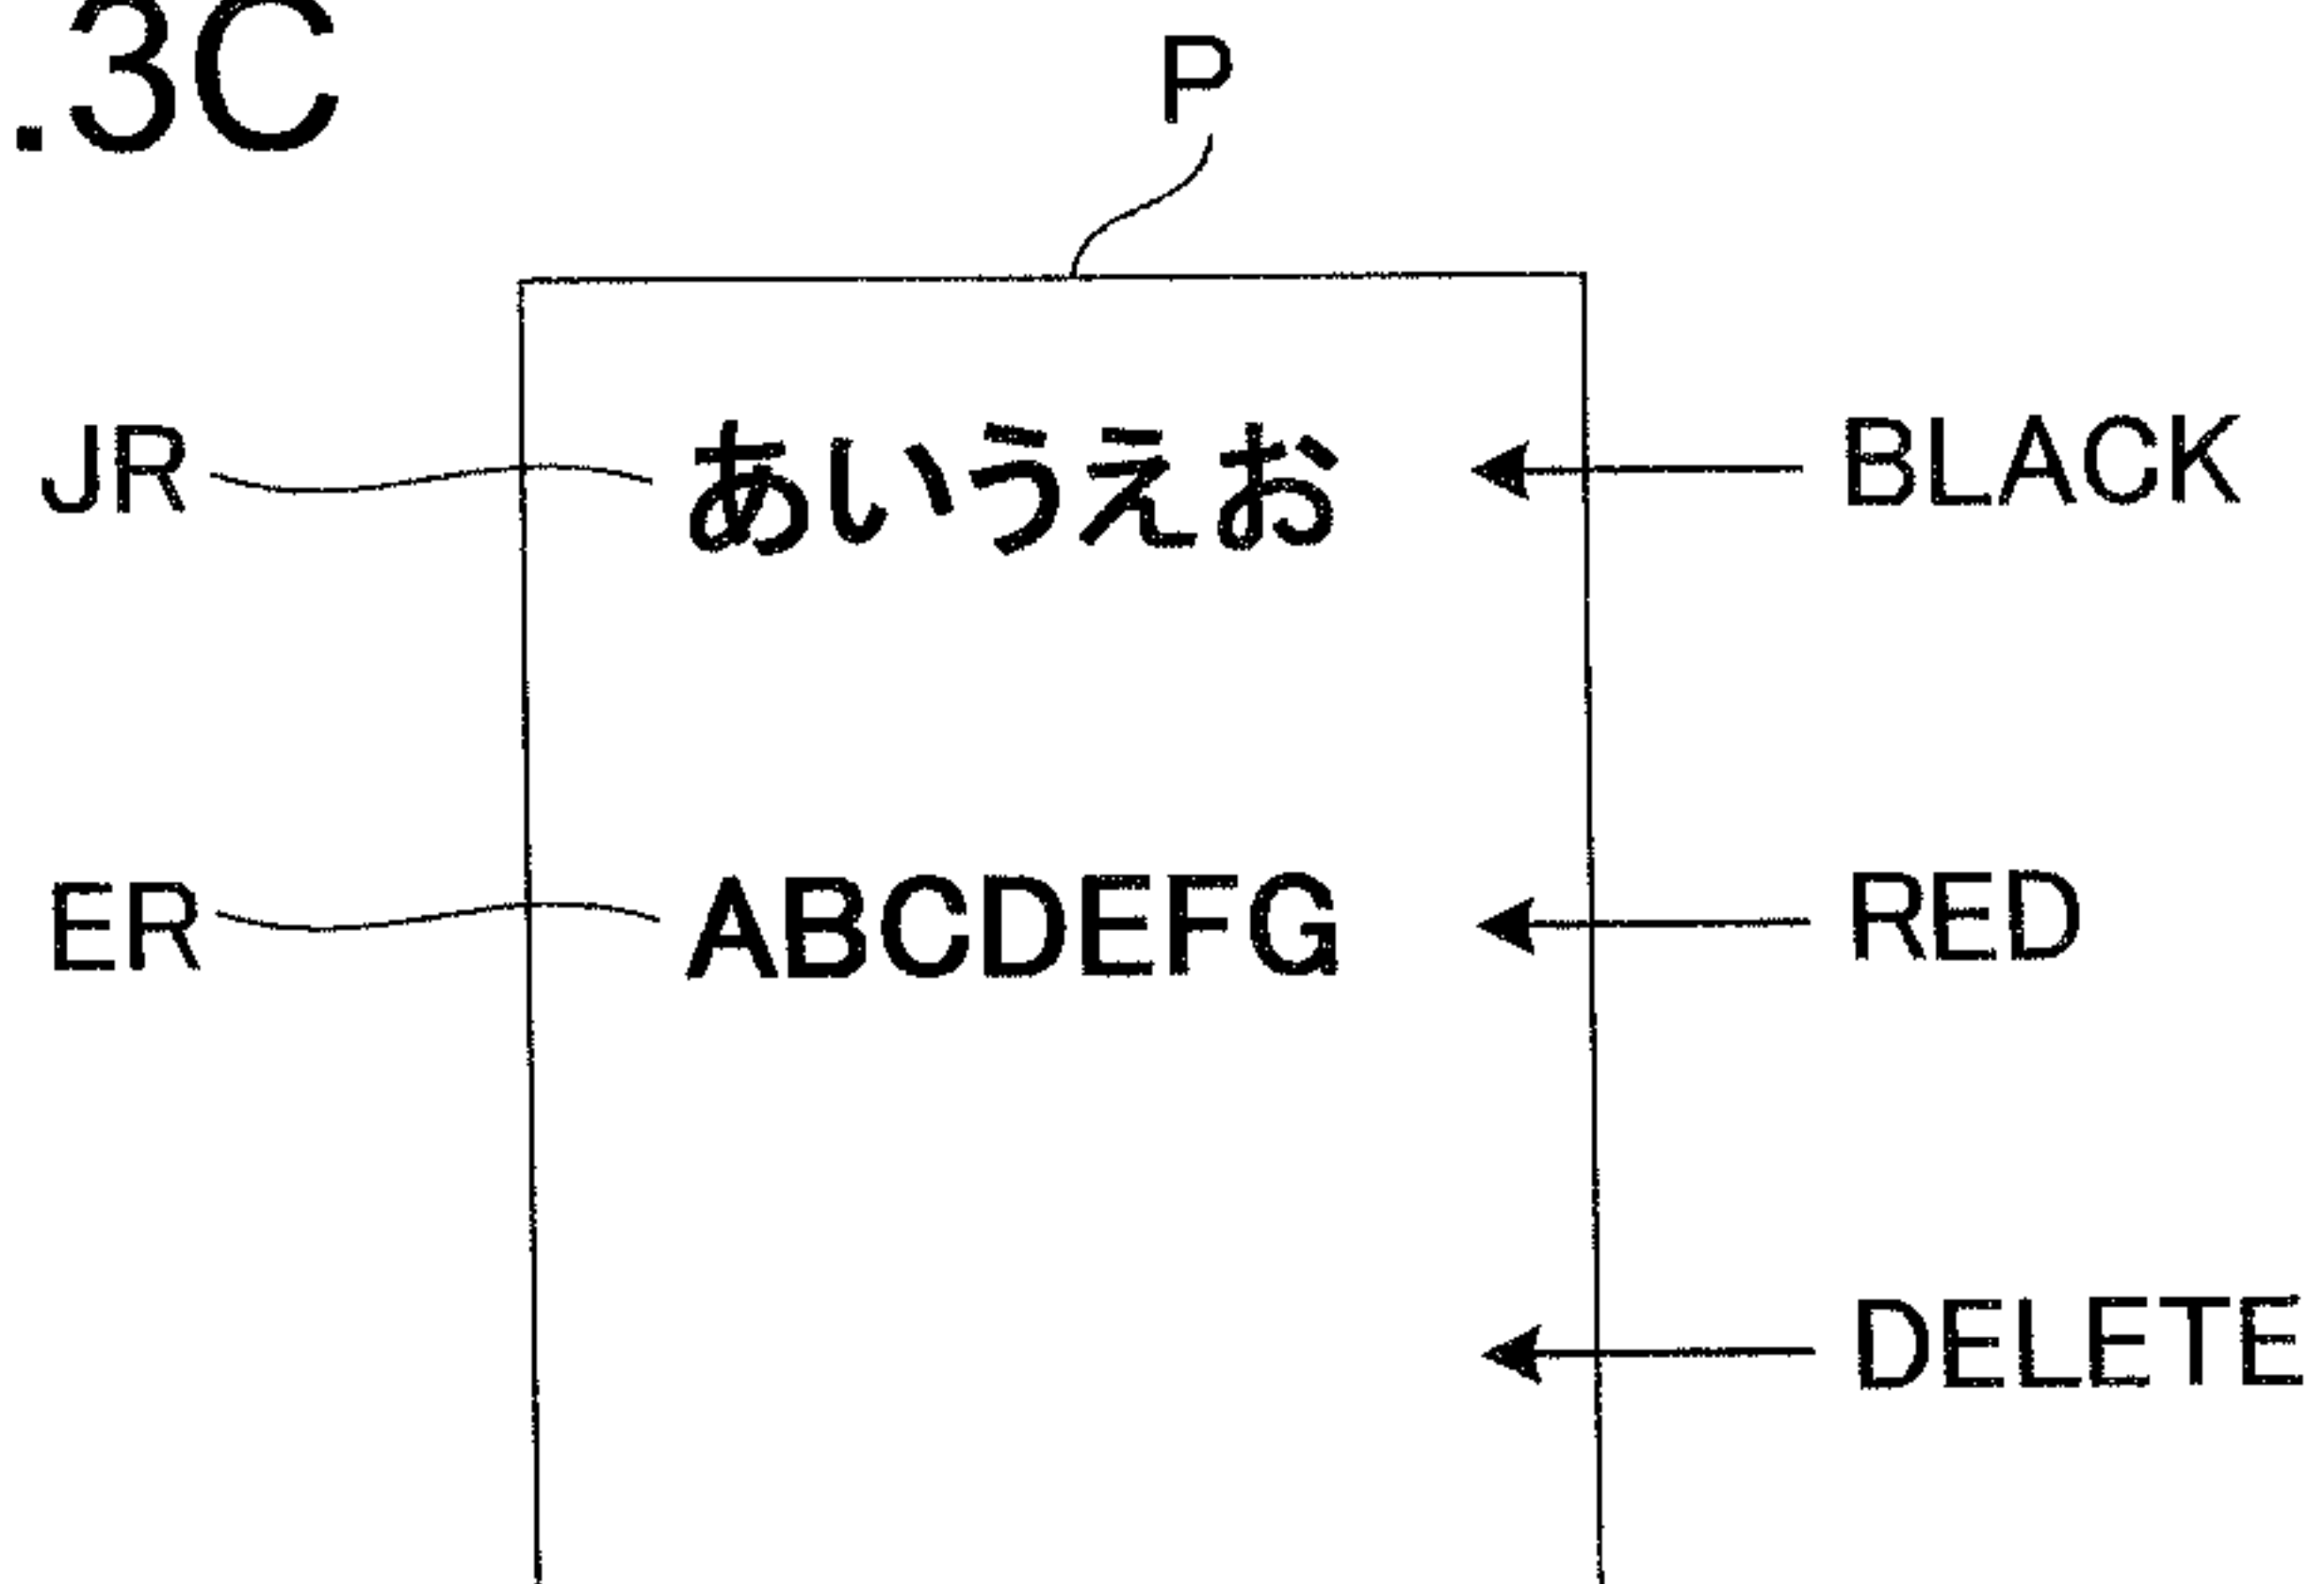 .3C
P
JR あいうえお BLACK
ER ABCDEFG RED
DELETE